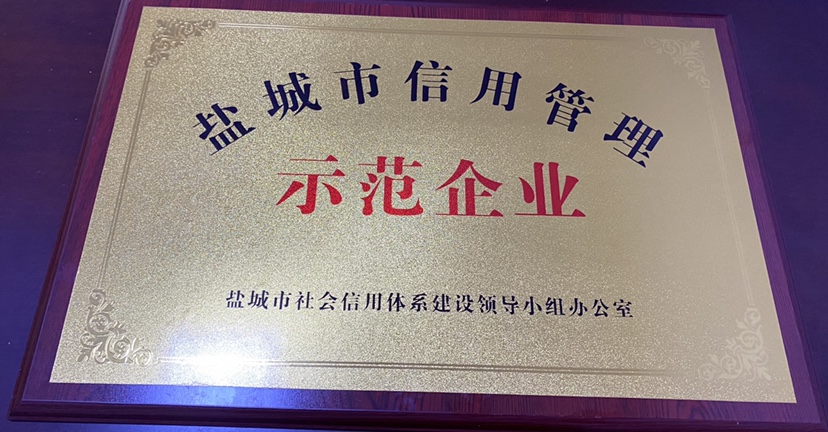 盐城市信用管理
示范企业
盐城市社会信用体系建设领导小组办公室